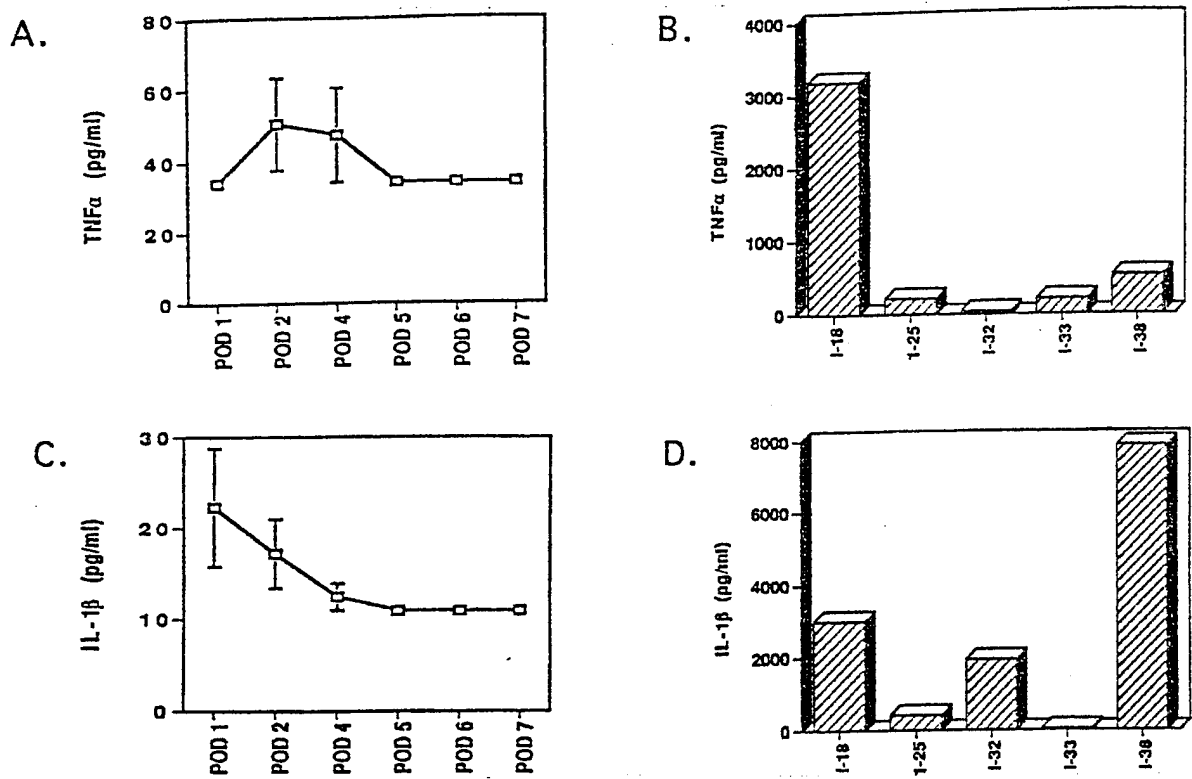 A.
TNFα (pg/ml)
80
60
40
20
0
POD 1
POD 2
POD 4
POD 5
POD 6
POD 7
B.
TNFα (pg/ml)
4000
3000
2000
1000
0
I-18
I-25
I-32
I-33
I-38
C.
IL-1β (pg/ml)
30
20
10
0
POD 1
POD 2
POD 4
POD 5
POD 6
POD 7
D.
IL-1β (pg/ml)
8000
6000
4000
2000
0
I-18
I-25
I-32
I-33
I-38